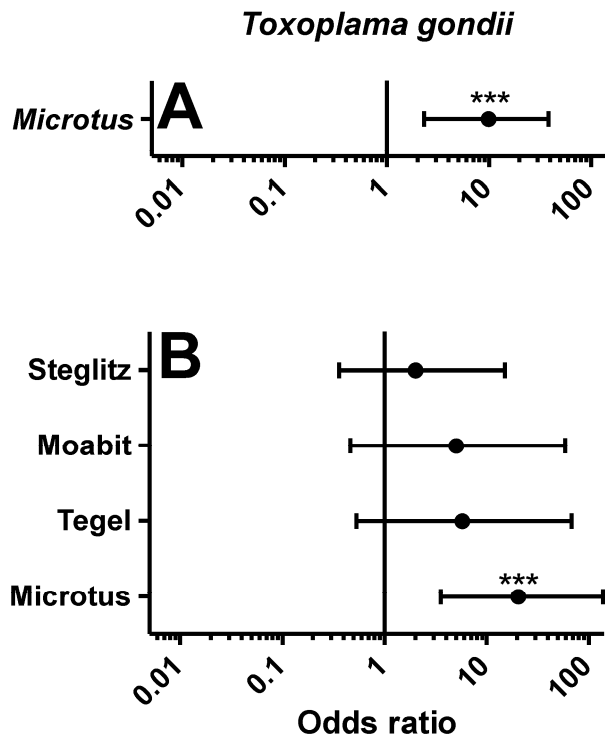 Toxoplama gondii
A
Microtus
***
0.01 0.1 1 10 100
B
Steglitz
Moabit
Tegel
Microtus
***
0.01 0.1 1 10 100
Odds ratio